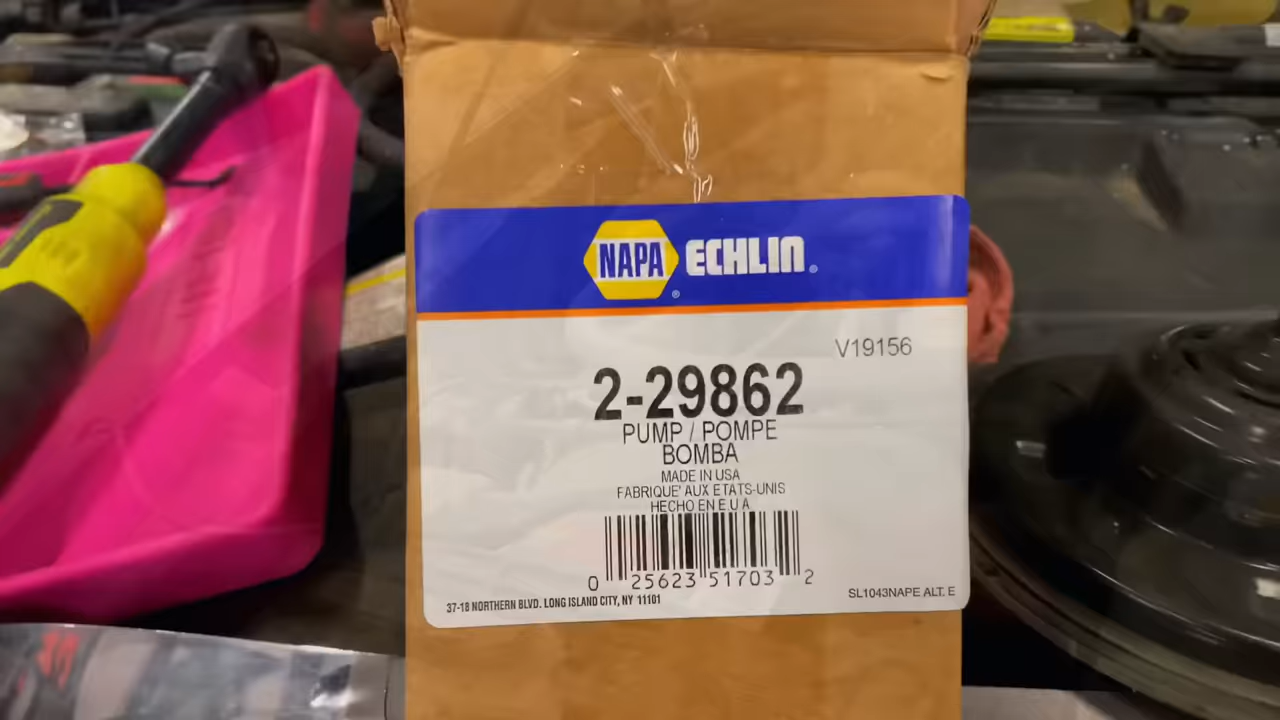 NAPA ECHLIN
V19156
2-29862
PUMP / POMPE
BOMBA
MADE IN USA
FABRIQUE' AUX ETATS-UNIS
HECHO EN E U A
0 25623 51703 2
37-18 NORTHERN BLVD. LONG ISLAND CITY, NY 11101
SL1043NAPE ALT. E